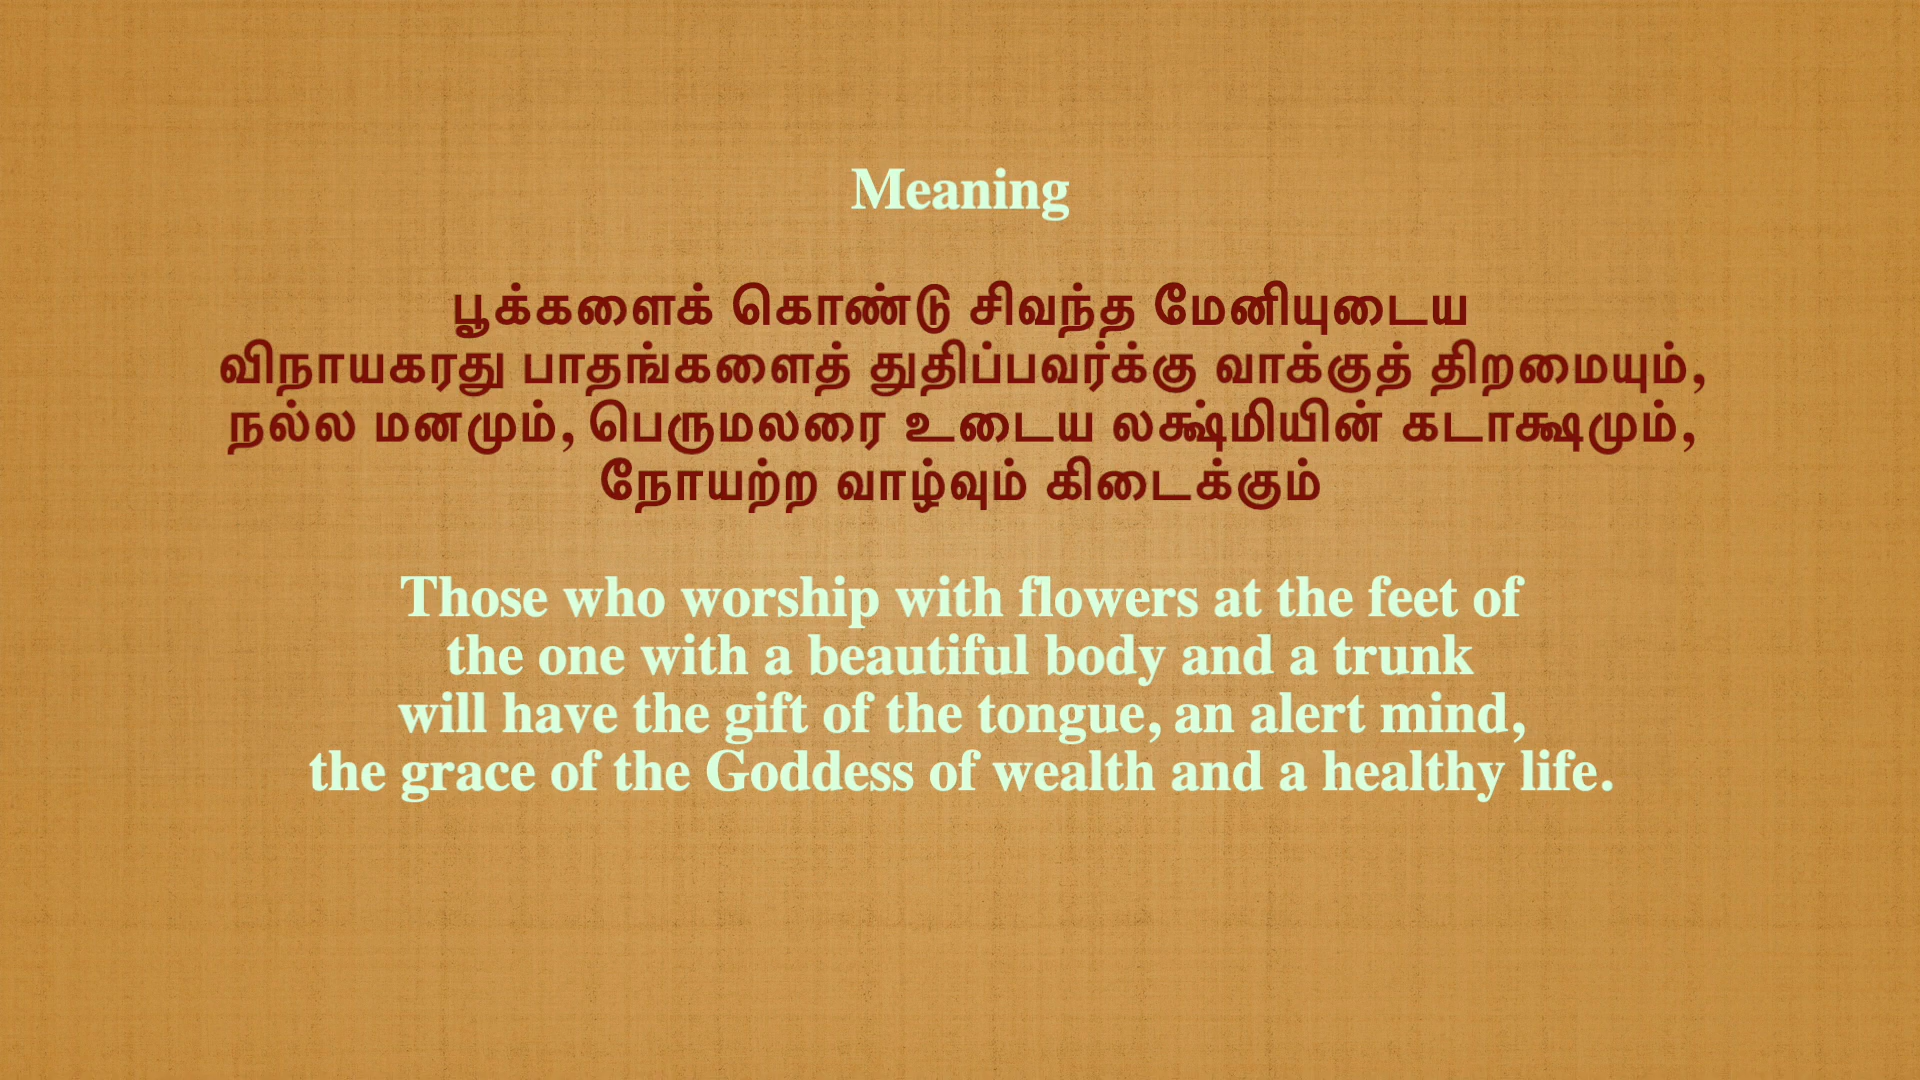 Meaning
பூக்களைக் கொண்டு சிவந்த மேனியுடைய
விநாயகரது பாதங்களைத் துதிப்பவர்க்கு வாக்குத் திறமையும்,
நல்ல மனமும், பெருமலரை உடைய லக்ஷ்மியின் கடாக்ஷமும்,
நோயற்ற வாழ்வும் கிடைக்கும்
Those who worship with flowers at the feet of
the one with a beautiful body and a trunk
will have the gift of the tongue, an alert mind,
the grace of the Goddess of wealth and a healthy life.